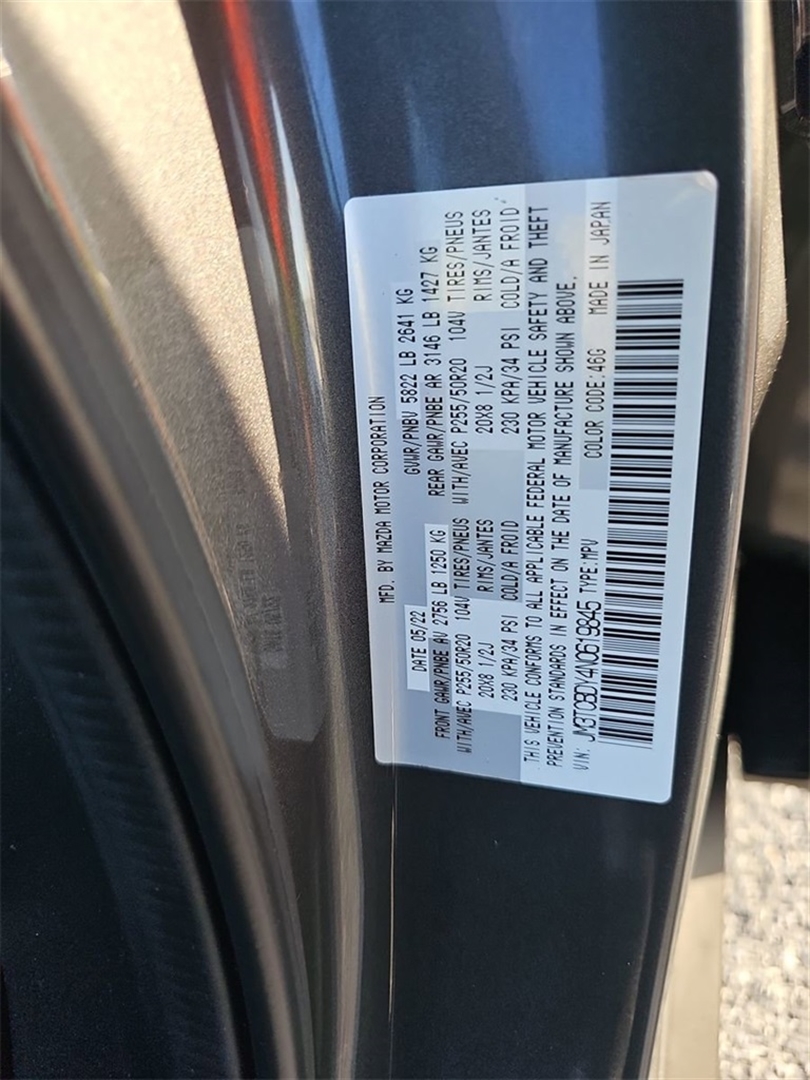 MFD. BY MAZDA MOTOR CORPORATION
DATE 05/22 GVWR/PNBV 5822 LB 2641 KG
FRONT GAWR/PNBE AV 2756 LB 1250 KG REAR GAWR/PNBE AR 3146 LB 1427 KG
WITH/AVEC P255/50R20 104V TIRES/PNEUS WITH/AVEC P255/50R20 104V TIRES/PNEUS
20X8 1/2J RIMS/JANTES 20X8 1/2J RIMS/JANTES
230 KPA/34 PSI COLD/A FROID 230 KPA/34 PSI COLD/A FROID
THIS VEHICLE CONFORMS TO ALL APPLICABLE FEDERAL MOTOR VEHICLE SAFETY AND THEFT
PREVENTION STANDARDS IN EFFECT ON THE DATE OF MANUFACTURE SHOWN ABOVE.
VIN: JM3TCBDY4N0619845 TYPE:MPV COLOR CODE:46G MADE IN JAPAN